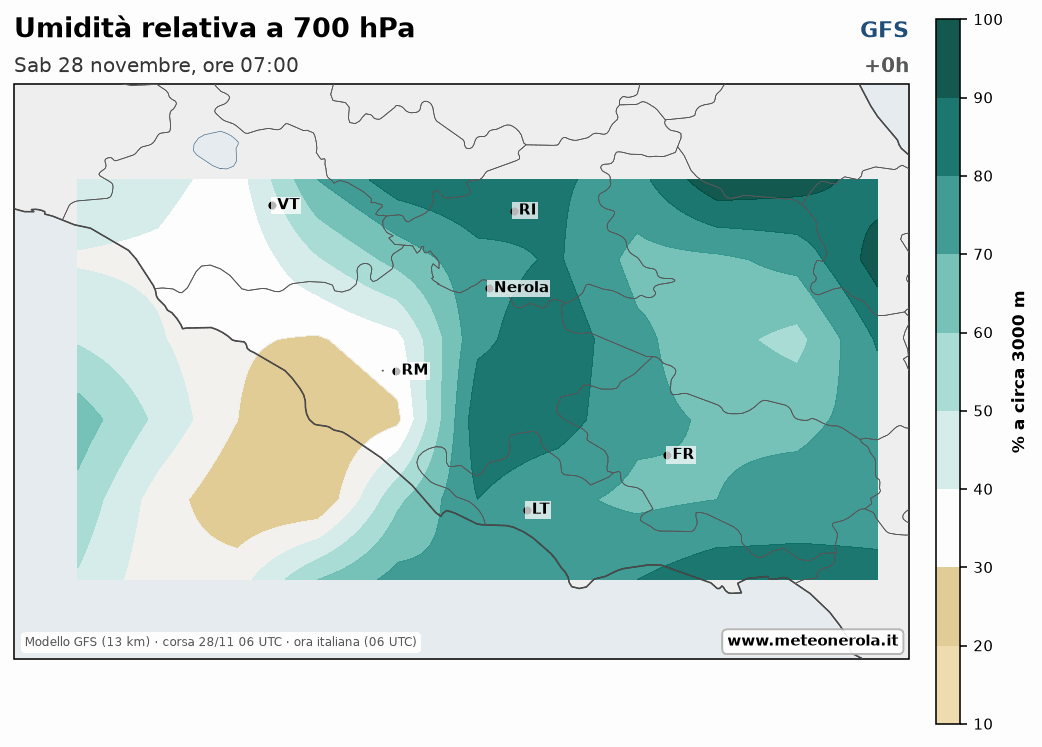 Umidità relativa a 700 hPa
GFS
Sab 28 novembre, ore 07:00
+0h
VT
RI
Nerola
RM
FR
LT
100
90
80
70
60
50
40
30
20
10
% a circa 3000 m
Modello GFS (13 km) · corsa 28/11 06 UTC · ora italiana (06 UTC)
www.meteonerola.it